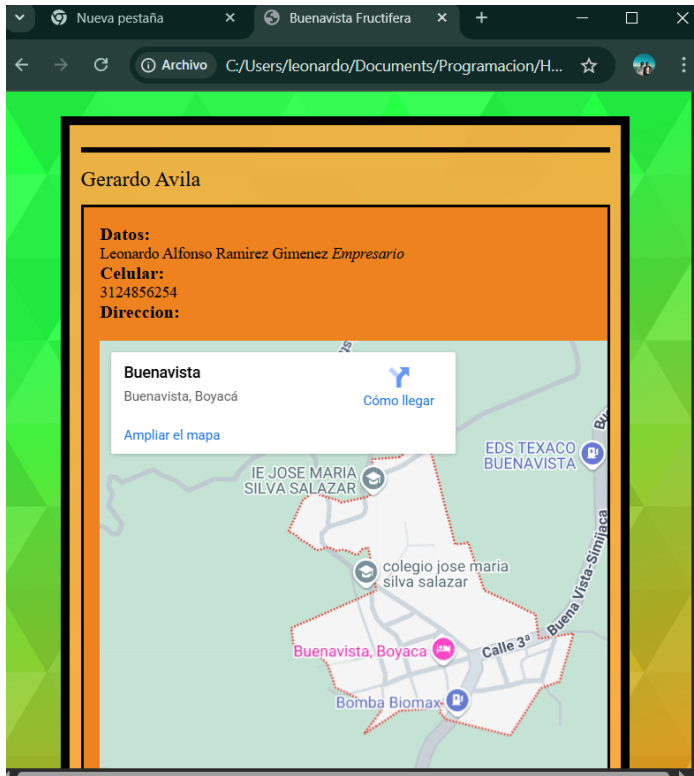 Nueva pestaña
Buenavista Fructifera
Archivo
C:/Users/leonardo/Documents/Programacion/H...
Gerardo Avila
Datos:
Leonardo Alfonso Ramirez Gimenez Empresario
Celular:
3124856254
Direccion:
Buenavista
Buenavista, Boyacá
Cómo llegar
Ampliar el mapa
EDS TEXACO
BUENAVISTA
IE JOSE MARIA
SILVA SALAZAR
colegio jose maria
silva salazar
Buena Vista-Simijaca
Calle 3ª
Buenavista, Boyaca
Bomba Biomax